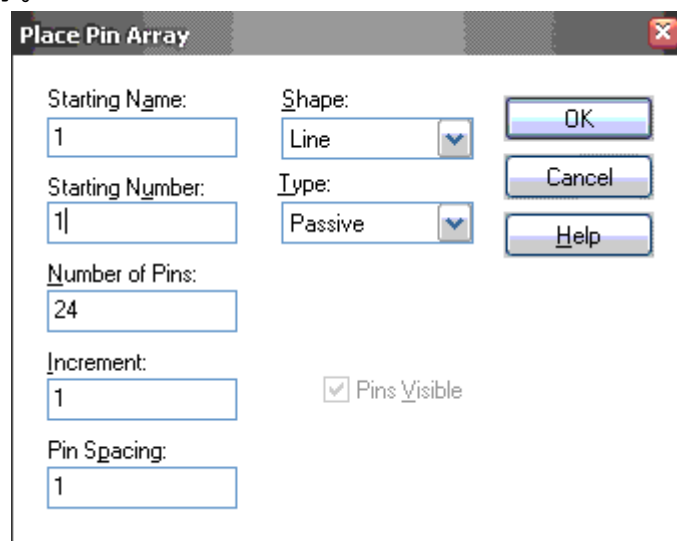 Place Pin Array
Starting Name:
1
Shape:
Line
OK
Starting Number:
1
Type:
Passive
Cancel
Help
Number of Pins:
24
Increment:
1
Pins Visible
Pin Spacing:
1